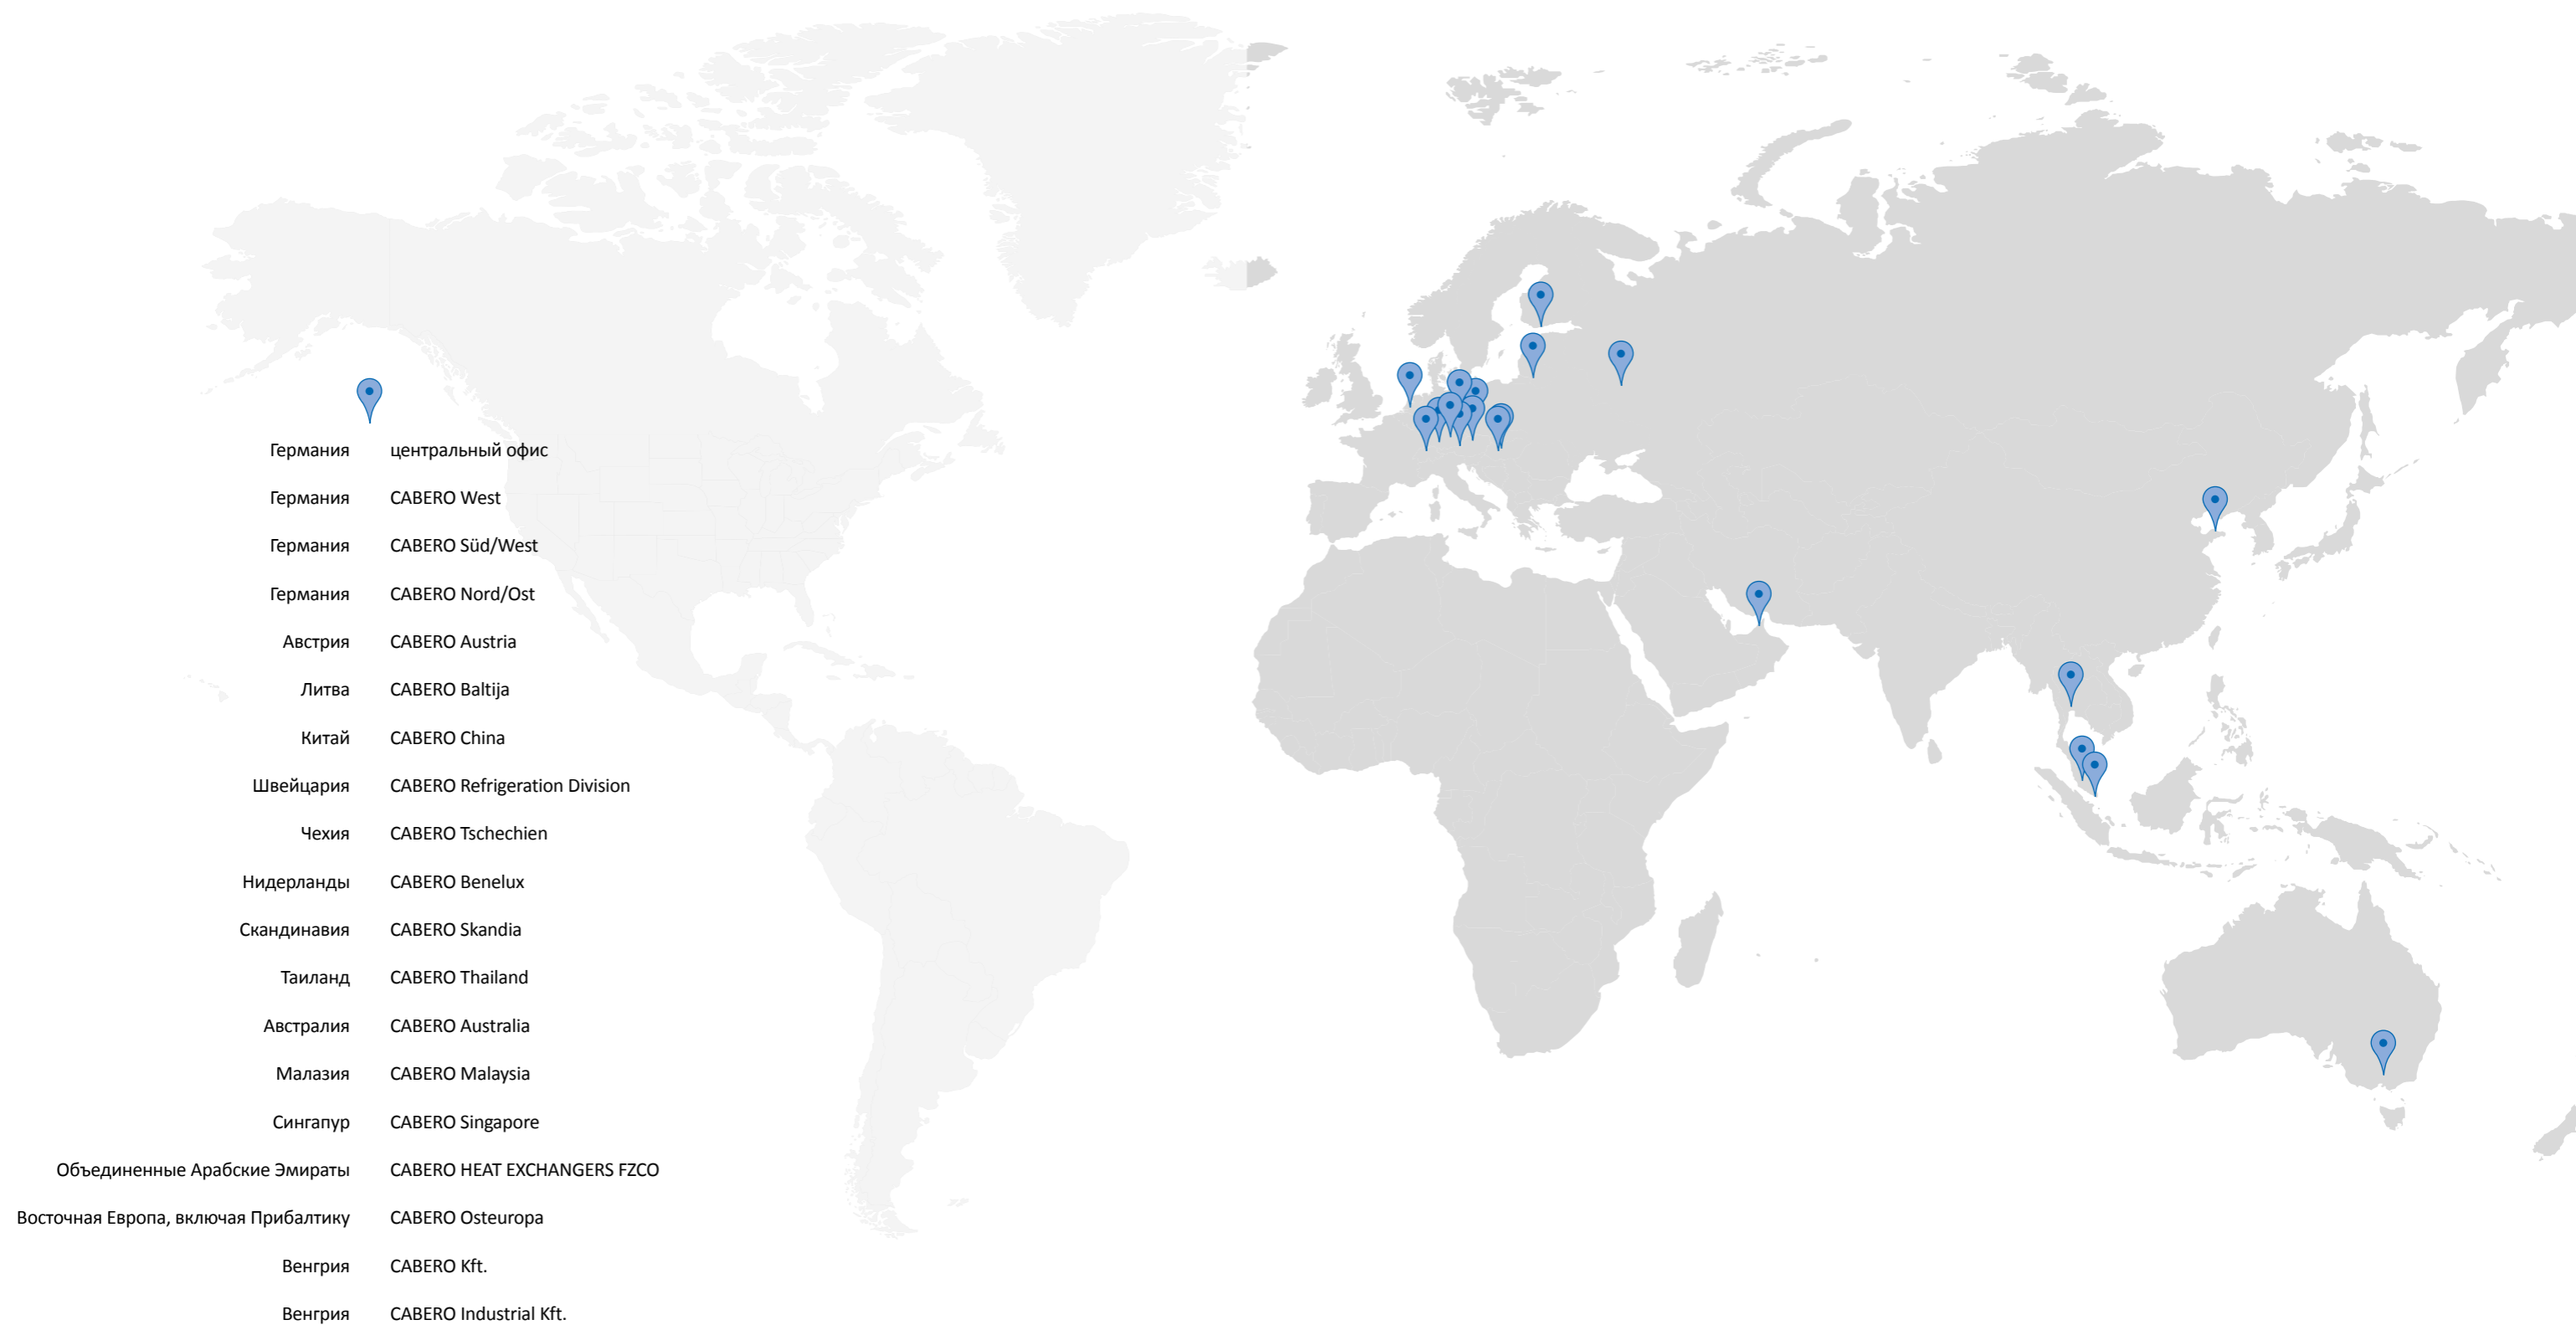 Германия центральный офис
Германия CABERO West
Германия CABERO Süd/West
Германия CABERO Nord/Ost
Австрия CABERO Austria
Литва CABERO Baltija
Китай CABERO China
Швейцария CABERO Refrigeration Division
Чехия CABERO Tschechien
Нидерланды CABERO Benelux
Скандинавия CABERO Skandia
Таиланд CABERO Thailand
Австралия CABERO Australia
Малазия CABERO Malaysia
Сингапур CABERO Singapore
Объединенные Арабские Эмираты CABERO HEAT EXCHANGERS FZCO
Восточная Европа, включая Прибалтику CABERO Osteuropa
Венгрия CABERO Kft.
Венгрия CABERO Industrial Kft.